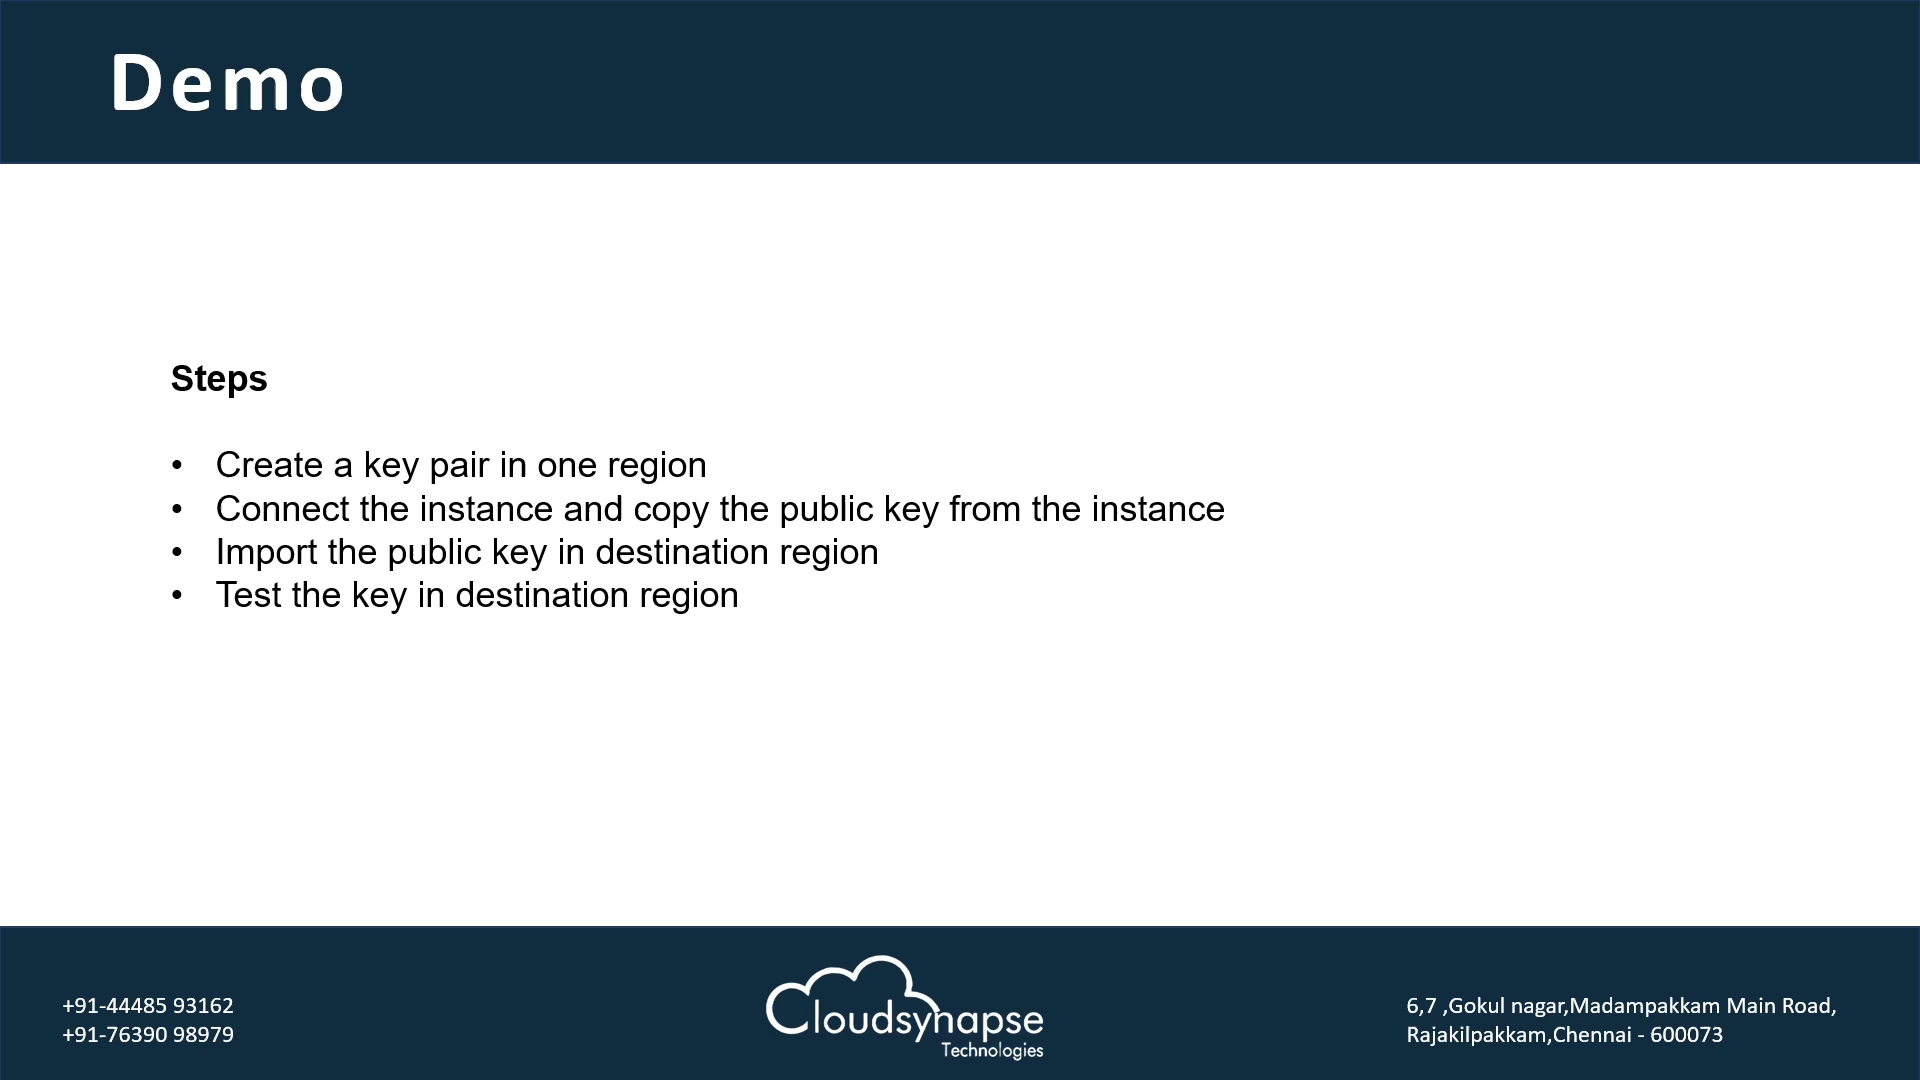 Demo
Steps
• Create a key pair in one region
• Connect the instance and copy the public key from the instance
• Import the public key in destination region
• Test the key in destination region
+91-44485 93162
+91-76390 98979
Cloudsynapse
Technologies
6,7 ,Gokul nagar,Madampakkam Main Road,
Rajakilpakkam,Chennai - 600073